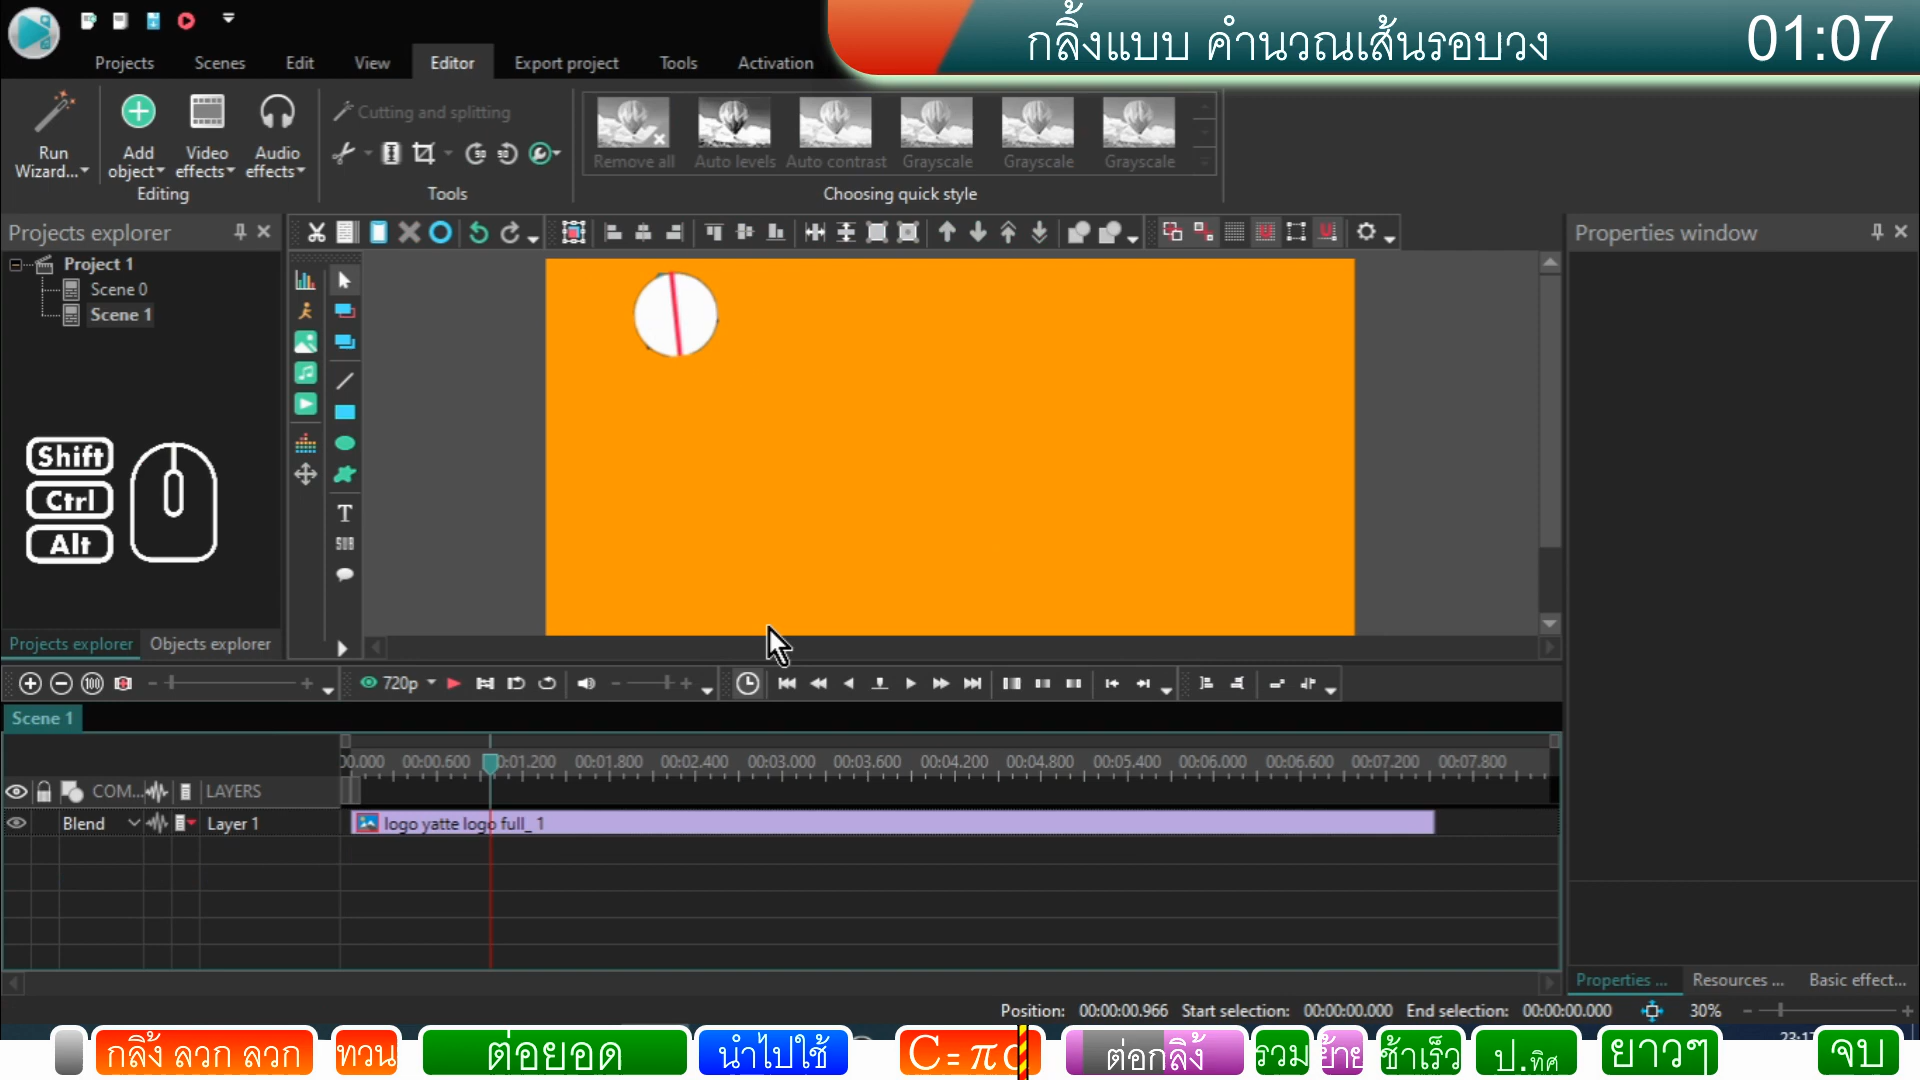 กลิ้งแบบ คำนวณเส้นรอบวง 01:07
Projects Scenes Edit View Editor Export project Tools Activation
Run Wizard...
Add object
Video effects
Audio effects
Editing
Cutting and splitting
Tools
Remove all Auto levels Auto contrast Grayscale Grayscale Grayscale
Choosing quick style
Projects explorer
Properties window
Project 1
Scene 0
Scene 1
Shift
Ctrl
Alt
T
SUB
Projects explorer Objects explorer
100 720p
Scene 1
00:00.600 00:01.800 00:02.400 00:03.000 00:03.600 00:04.200 00:04.800 00:05.400 00:06.000 00:06.600 00:07.200 00:07.800
COM... LAYERS
Blend Layer 1 logo yatte logo full_ 1
Properties ... Resources ... Basic effect...
Position: 00:00:00.966 Start selection: 00:00:00.000 End selection: 00:00:00.000 30%
กลิ้ง ลวก ลวก ทวน ต่อยอด นำไปใช้ ต่อกลิ้ง รวม ย้าย ช้าเร็ว ป.ทิศ ยาวๆ จบ